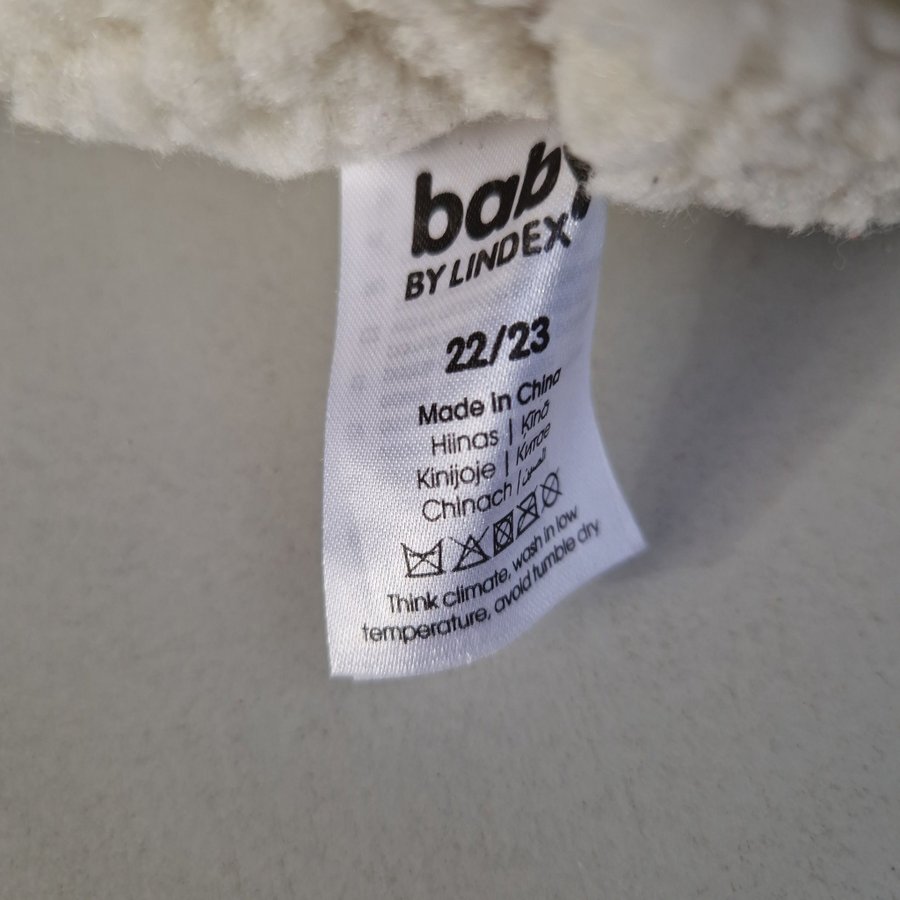 baby
BY LINDEX
22/23
Made in China
Hiinas | Ķīnā
Kinijoje | Китае
Chinach / الصين
Think climate, wash in low
temperature, avoid tumble dry